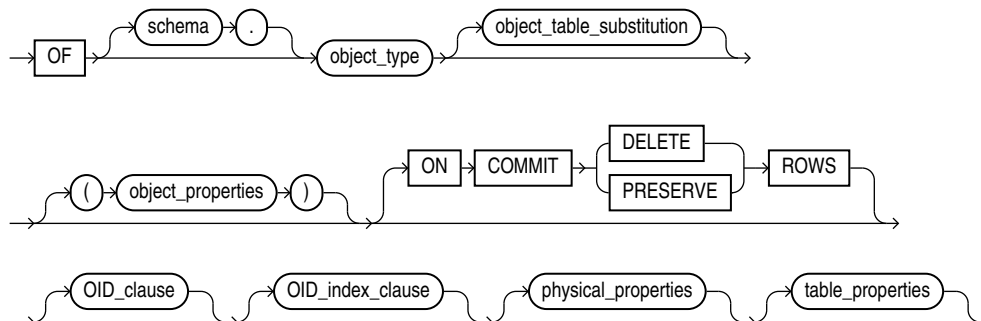 schema .
OF object_type object_table_substitution
( object_properties ) ON COMMIT DELETE PRESERVE ROWS
OID_clause OID_index_clause physical_properties table_properties